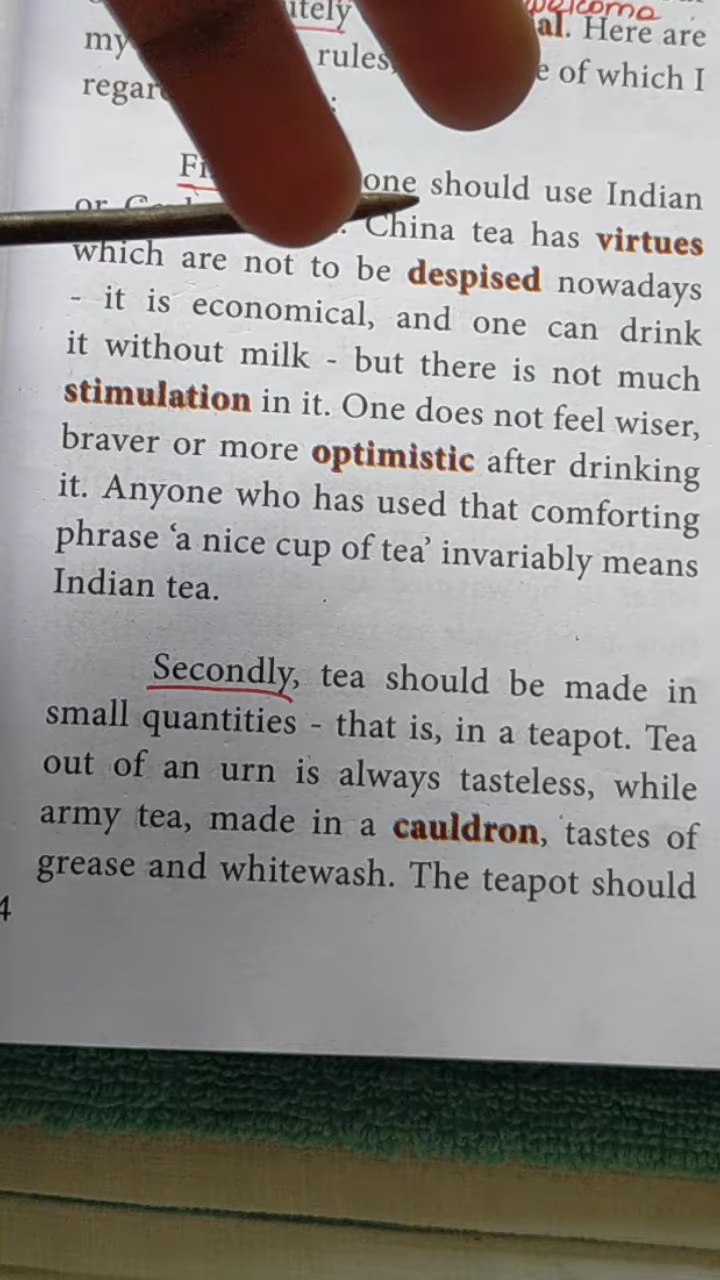 itely welcome
my rules, al. Here are
regar e of which I
Fi one should use Indian
or China tea has virtues
which are not to be despised nowadays
- it is economical, and one can drink
it without milk - but there is not much
stimulation in it. One does not feel wiser,
braver or more optimistic after drinking
it. Anyone who has used that comforting
phrase ‘a nice cup of tea’ invariably means
Indian tea.
Secondly, tea should be made in
small quantities - that is, in a teapot. Tea
out of an urn is always tasteless, while
army tea, made in a cauldron, tastes of
grease and whitewash. The teapot should
4